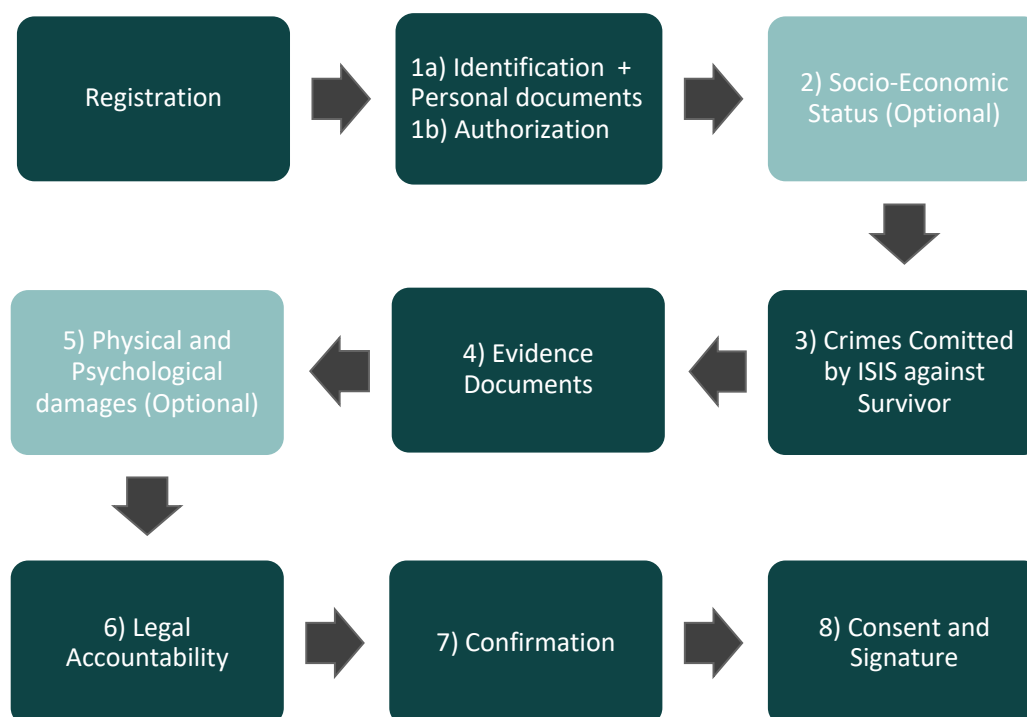 Registration
1a) Identification +
Personal documents
1b) Authorization
2) Socio-Economic
Status (Optional)
3) Crimes Comitted
by ISIS against
Survivor
4) Evidence
Documents
5) Physical and
Psychological
damages (Optional)
6) Legal
Accountability
7) Confirmation
8) Consent and
Signature